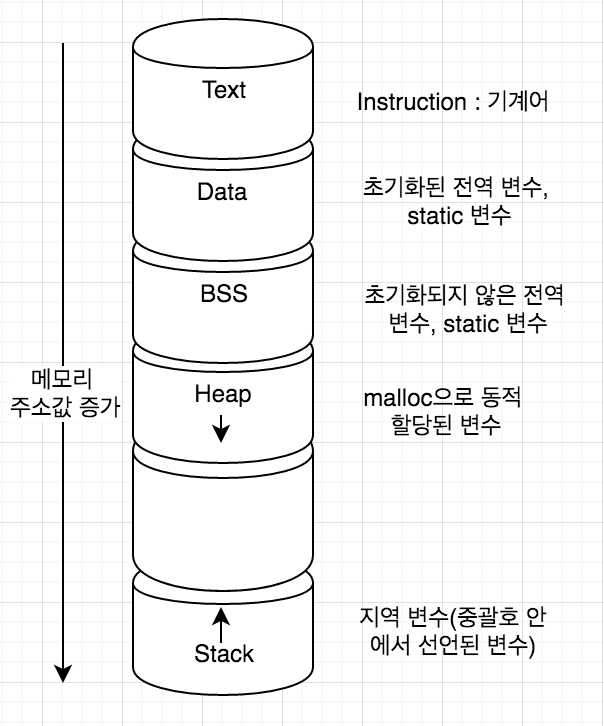 Text
Instruction : 기계어
Data
초기화된 전역 변수,
static 변수
BSS
초기화되지 않은 전역
변수, static 변수
메모리
주소값 증가
Heap
malloc으로 동적
할당된 변수
지역 변수(중괄호 안
에서 선언된 변수)
Stack